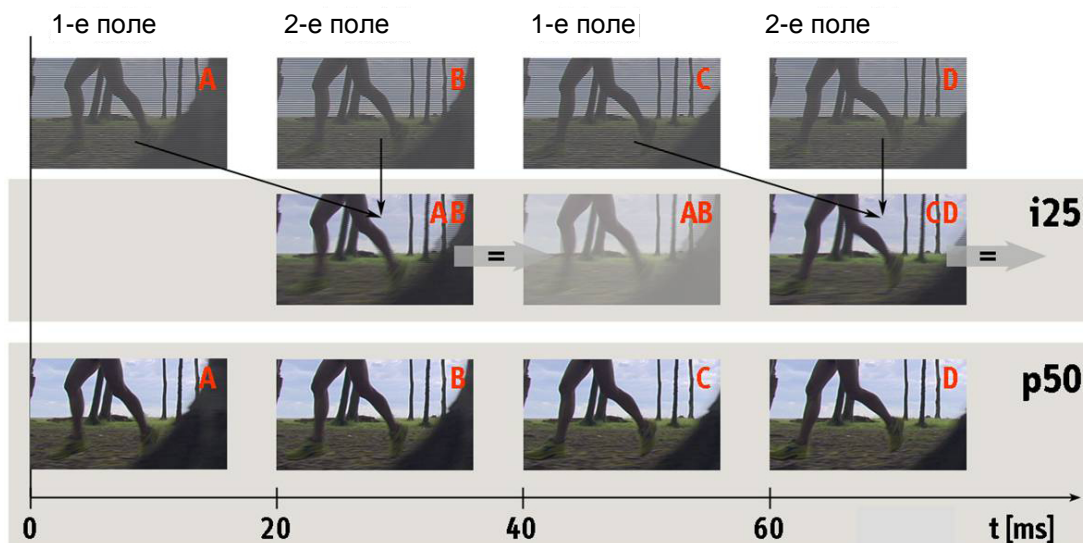 1-е поле 2-е поле 1-е поле 2-е поле
A B C D
AB = AB CD = i25
A B C D p50
0 20 40 60 t [ms]